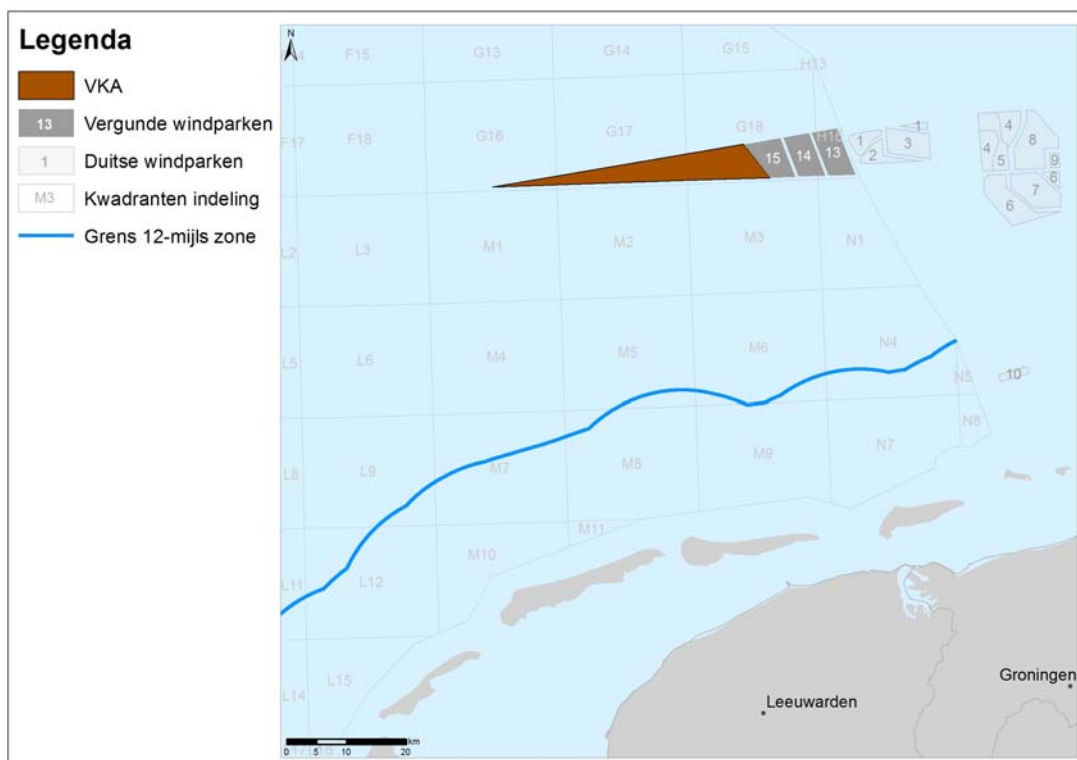 Legenda
VKA
13 Vergunde windparken
1 Duitse windparken
M3 Kwadranten indeling
Grens 12-mijls zone
N
F15 G13 G14 G15
H13
F17 F18 G16 G17 G18 H16
15 14 13
1 2 3 1
4 4 5 8 9 6 7 6
L2 L3 M1 M2 M3 N1
L5 L6 M4 M5 M6 N4
N5 10
N8
L8 L9 M7 M8 M9 N7
M10 M11
L11 L12
L14 L15
Groningen
Leeuwarden
km
0 5 10 20